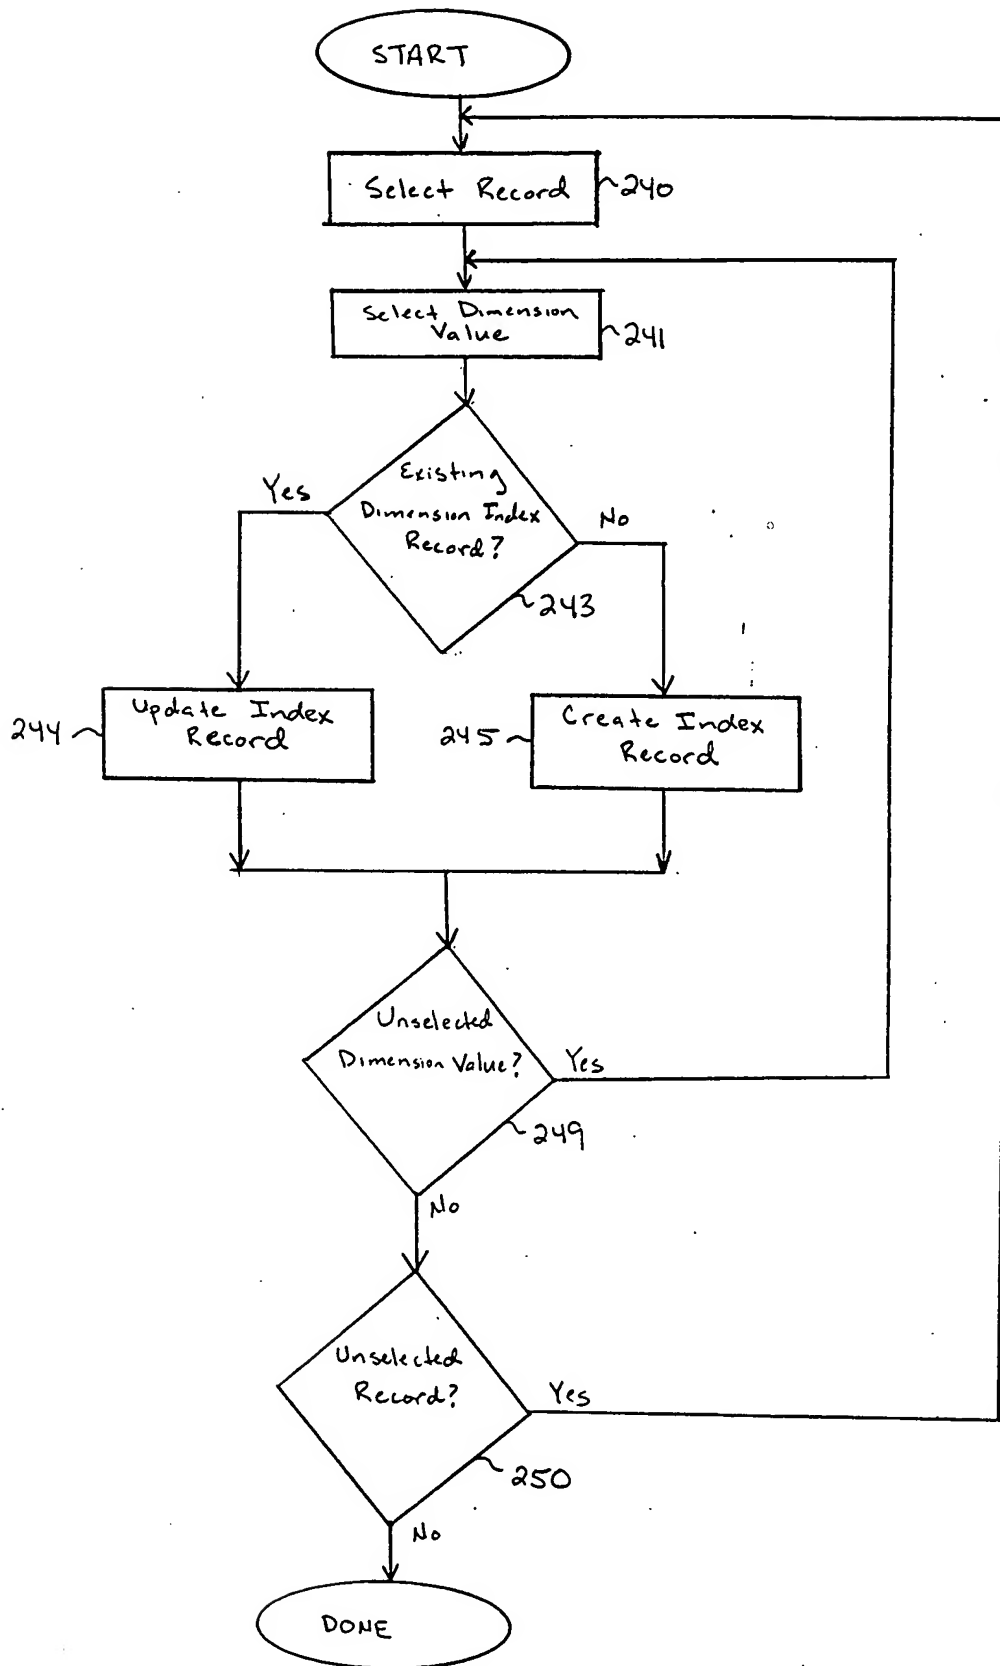 START
Select Record
240
Select Dimension
Value
241
Existing
Dimension Index
Record?
Yes
No
243
Update Index
Record
244
Create Index
Record
245
Unselected
Dimension Value?
Yes
249
No
Unselected
Record?
Yes
250
No
DONE